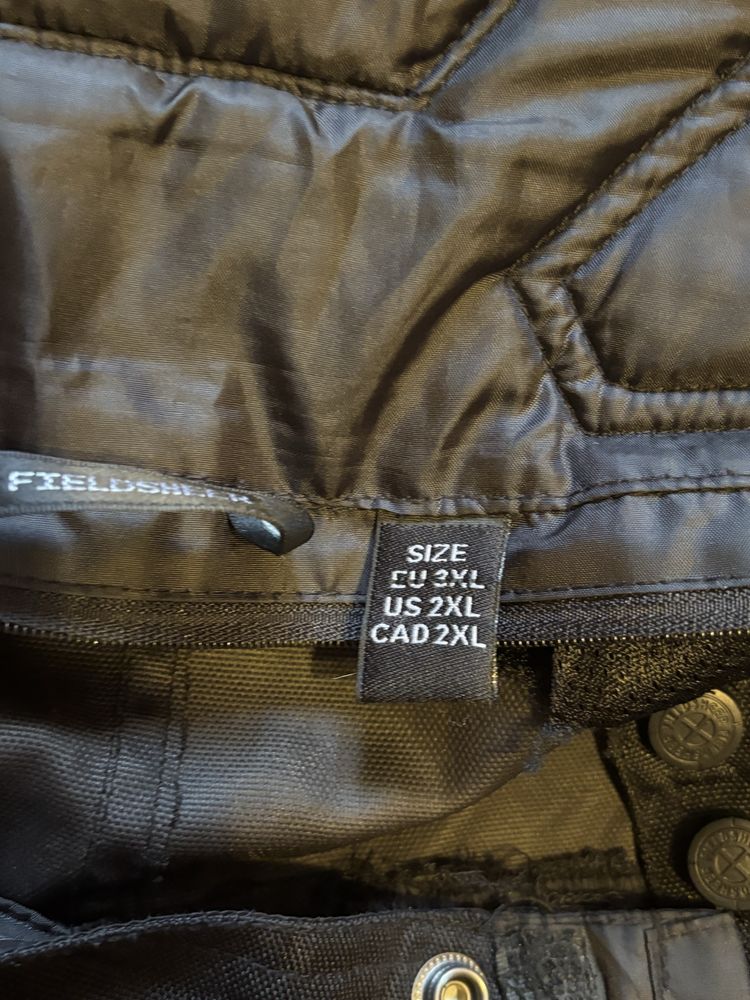 FIELDSHEER
SIZE
EU 3XL
US 2XL
CAD 2XL